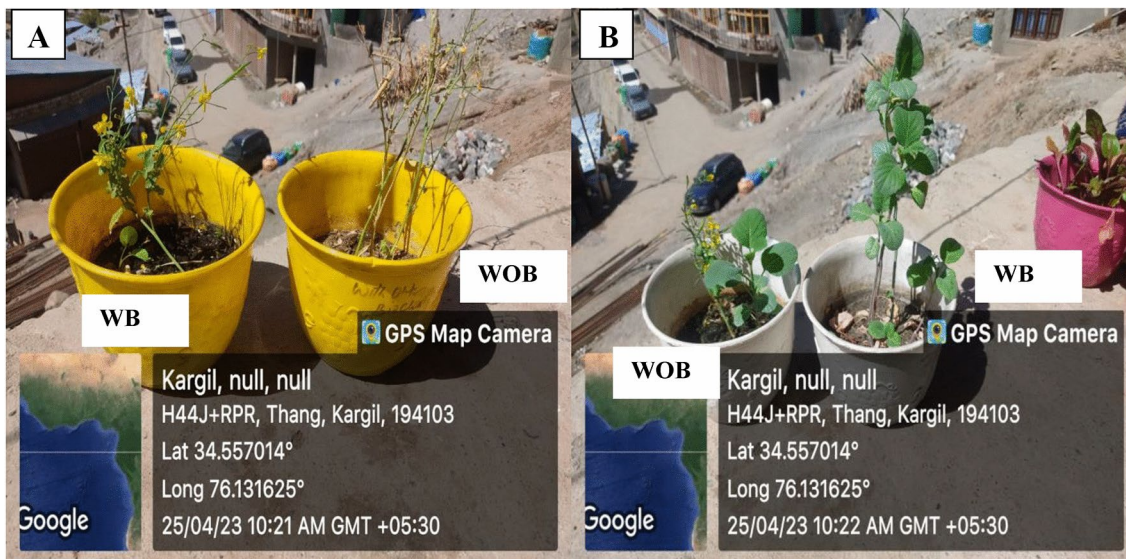 A
WB
WOB
With out
GPS Map Camera
Kargil, null, null
H44J+RPR, Thang, Kargil, 194103
Lat 34.557014°
Long 76.131625°
25/04/23 10:21 AM GMT +05:30
Google
B
WB
WOB
GPS Map Camera
Kargil, null, null
H44J+RPR, Thang, Kargil, 194103
Lat 34.557014°
Long 76.131625°
25/04/23 10:22 AM GMT +05:30
Google